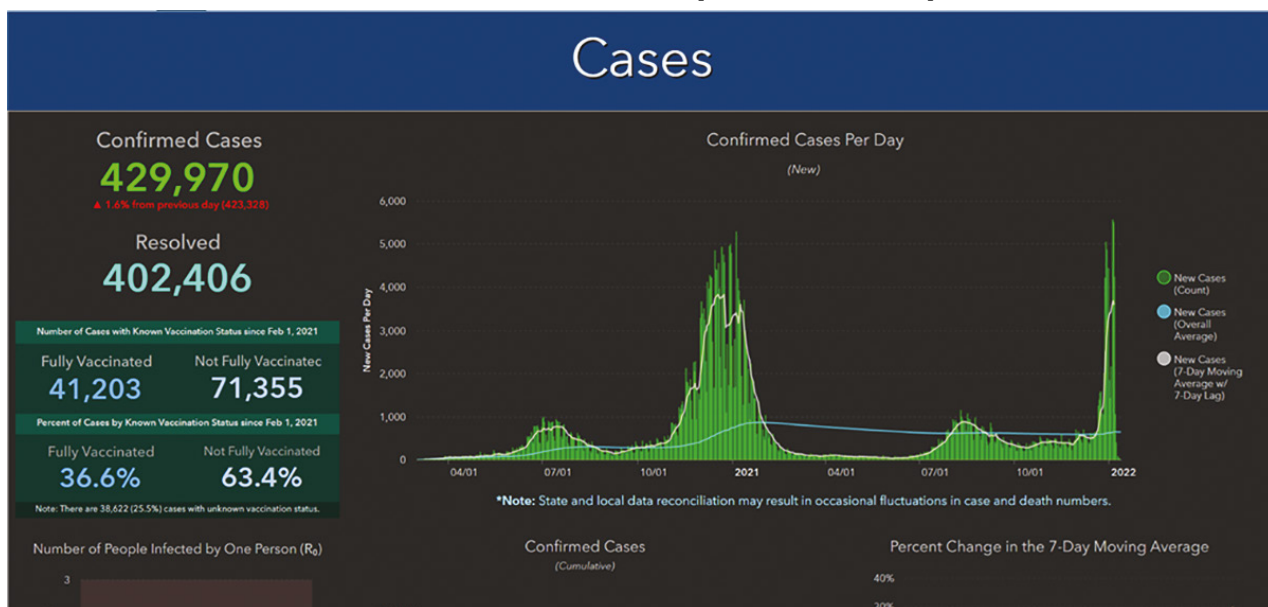 Cases
Confirmed Cases
429,970
▲ 1.6% from previous day (423,328)
Resolved
402,406
Number of Cases with Known Vaccination Status since Feb 1, 2021
Fully Vaccinated
Not Fully Vaccinatec
41,203
71,355
Percent of Cases by Known Vaccination Status since Feb 1, 2021
Fully Vaccinated
Not Fully Vaccinated
36.6%
63.4%
Note: There are 38,622 (25.5%) cases with unknown vaccination status.
Number of People Infected by One Person (R₀)
3
Confirmed Cases Per Day
(New)
New Cases Per Day
6,000
5,000
4,000
3,000
2,000
1,000
0
04/01
07/01
10/01
2021
04/01
07/01
10/01
2022
New Cases
(Count)
New Cases
(Overall
Average)
New Cases
(7-Day Moving
Average w/
7-Day Lag)
*Note: State and local data reconciliation may result in occasional fluctuations in case and death numbers.
Confirmed Cases
(Cumulative)
Percent Change in the 7-Day Moving Average
40%